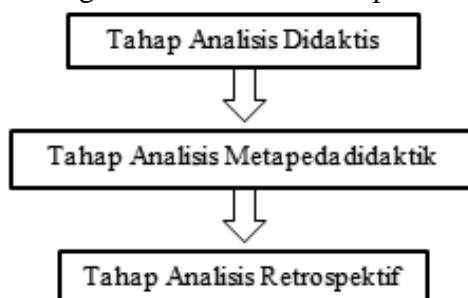 Tahap Analisis Didaktis
Tahap Analisis Metapedadidaktik
Tahap Analisis Retrospektif